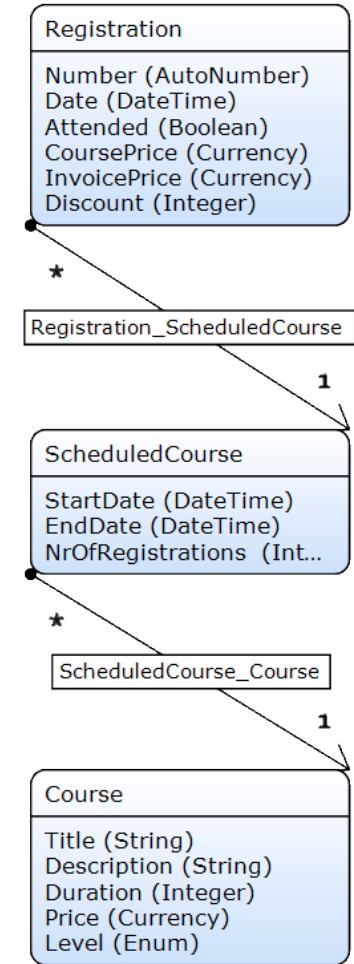 Registration
Number (AutoNumber)
Date (DateTime)
Attended (Boolean)
CoursePrice (Currency)
InvoicePrice (Currency)
Discount (Integer)
*
Registration_ScheduledCourse
1
ScheduledCourse
StartDate (DateTime)
EndDate (DateTime)
NrOfRegistrations (Int...
*
ScheduledCourse_Course
1
Course
Title (String)
Description (String)
Duration (Integer)
Price (Currency)
Level (Enum)